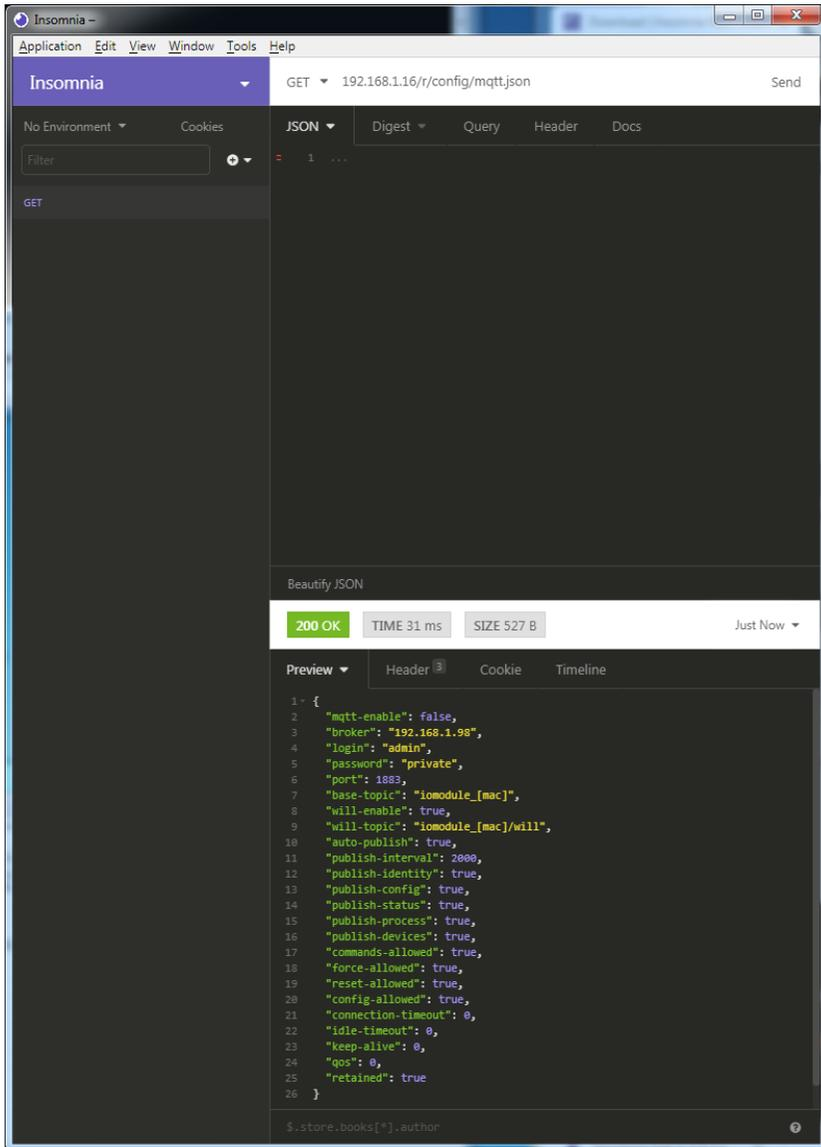 Insomnia –
Application Edit View Window Tools Help
Insomnia
GET 192.168.1.16/r/config/mqtt.json Send
No Environment Cookies
JSON Digest Query Header Docs
Filter
1 ...
GET
Beautify JSON
200 OK TIME 31 ms SIZE 527 B Just Now
Preview Header 3 Cookie Timeline
1 {
2 "mqtt-enable": false,
3 "broker": "192.168.1.98",
4 "login": "admin",
5 "password": "private",
6 "port": 1883,
7 "base-topic": "iomodule_[mac]",
8 "will-enable": true,
9 "will-topic": "iomodule_[mac]/will",
10 "auto-publish": true,
11 "publish-interval": 2000,
12 "publish-identity": true,
13 "publish-config": true,
14 "publish-status": true,
15 "publish-process": true,
16 "publish-devices": true,
17 "commands-allowed": true,
18 "force-allowed": true,
19 "reset-allowed": true,
20 "config-allowed": true,
21 "connection-timeout": 0,
22 "idle-timeout": 0,
23 "keep-alive": 0,
24 "qos": 0,
25 "retained": true
26 }
$.store.books[*].author